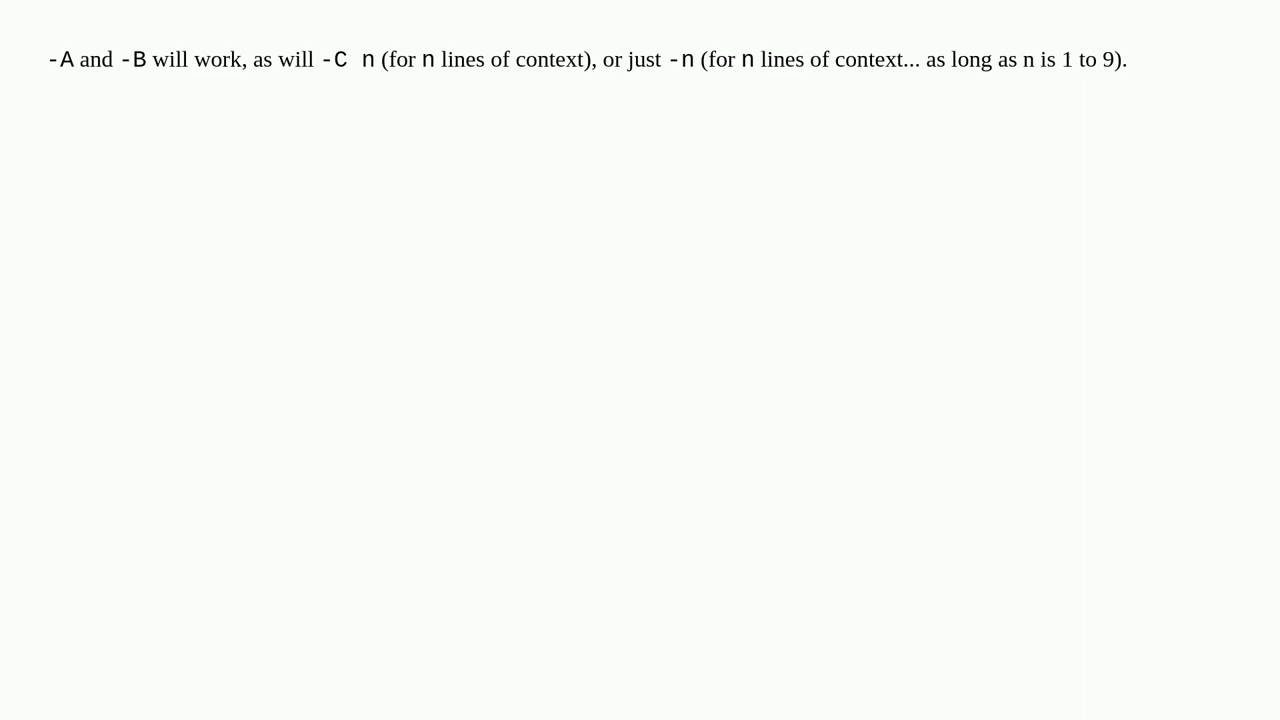 -A and -B will work, as will -C n (for n lines of context), or just -n (for n lines of context... as long as n is 1 to 9).